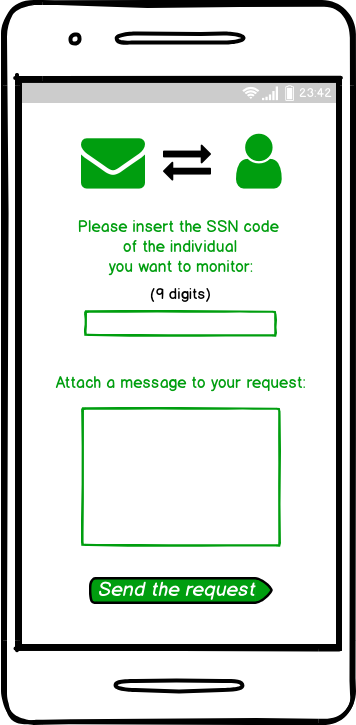 23:42
Please insert the SSN code
of the individual
you want to monitor:
(9 digits)
Attach a message to your request:
Send the request